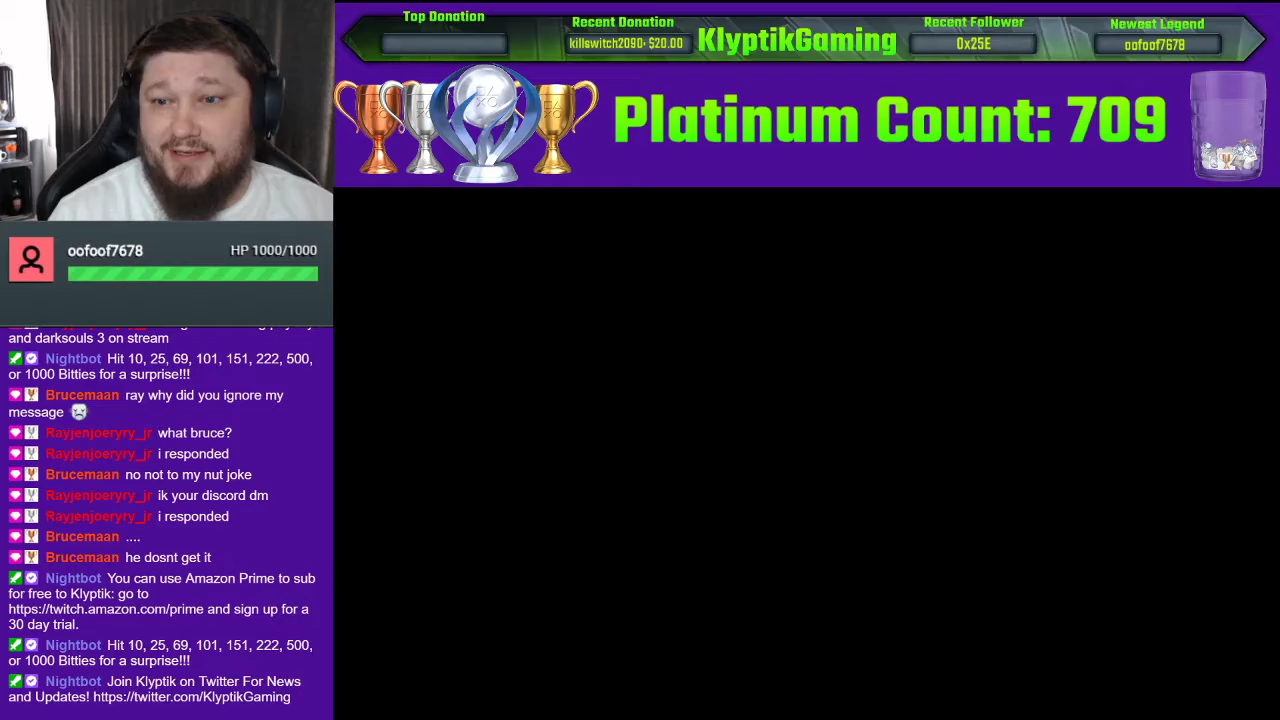 Top Donation
Recent Donation
killswitch2090: $20.00
KlyptikGaming
Recent Follower
0x25E
Newest Legend
oofoof7678
Platinum Count: 709
oofoof7678 HP 1000/1000
and darksouls 3 on stream
Nightbot Hit 10, 25, 69, 101, 151, 222, 500,
or 1000 Bitties for a surprise!!!
Brucemaan ray why did you ignore my
message
Rayjenjoeryry_jr what bruce?
Rayjenjoeryry_jr i responded
Brucemaan no not to my nut joke
Rayjenjoeryry_jr ik your discord dm
Rayjenjoeryry_jr i responded
Brucemaan ....
Brucemaan he dosnt get it
Nightbot You can use Amazon Prime to sub
for free to Klyptik: go to
https://twitch.amazon.com/prime and sign up for a
30 day trial.
Nightbot Hit 10, 25, 69, 101, 151, 222, 500,
or 1000 Bitties for a surprise!!!
Nightbot Join Klyptik on Twitter For News
and Updates! https://twitter.com/KlyptikGaming